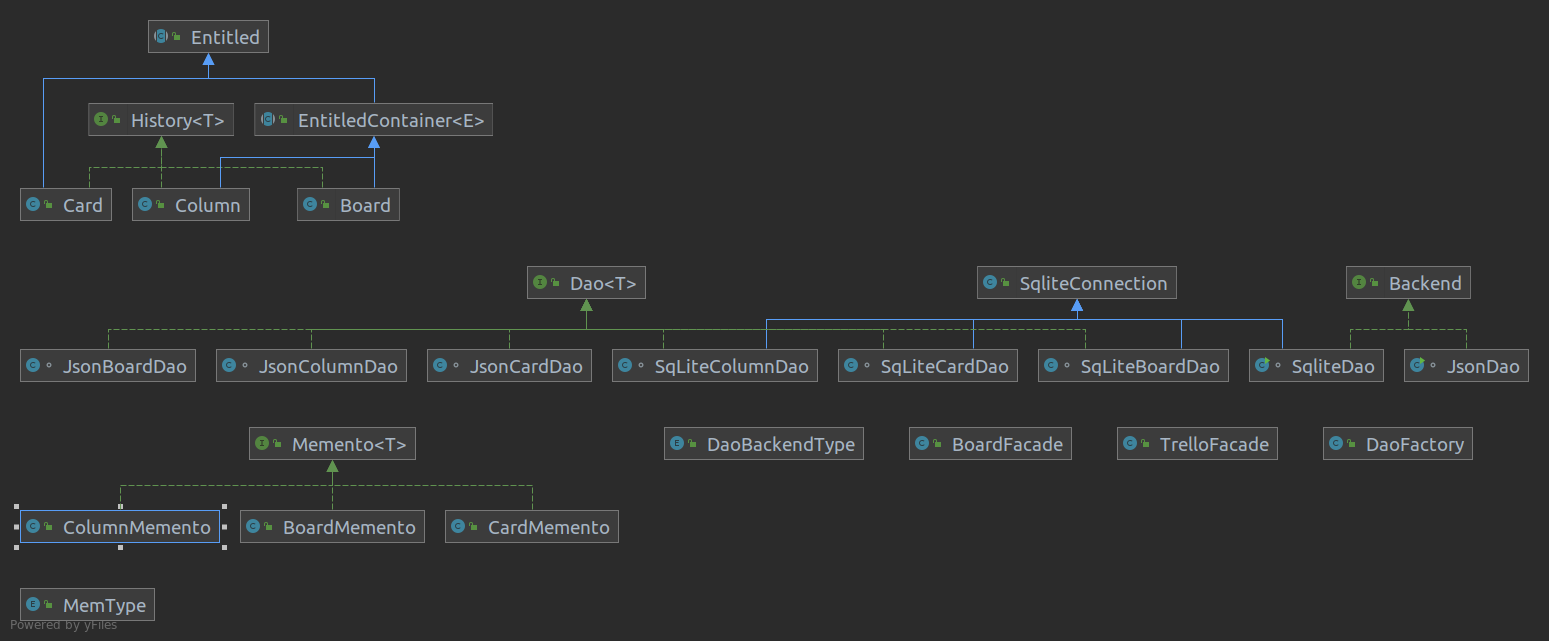 Entitled
History<T>
EntitledContainer<E>
Card
Column
Board
Dao<T>
SqliteConnection
Backend
JsonBoardDao
JsonColumnDao
JsonCardDao
SqLiteColumnDao
SqLiteCardDao
SqLiteBoardDao
SqliteDao
JsonDao
Memento<T>
DaoBackendType
BoardFacade
TrelloFacade
DaoFactory
ColumnMemento
BoardMemento
CardMemento
MemType
Powered by yFiles